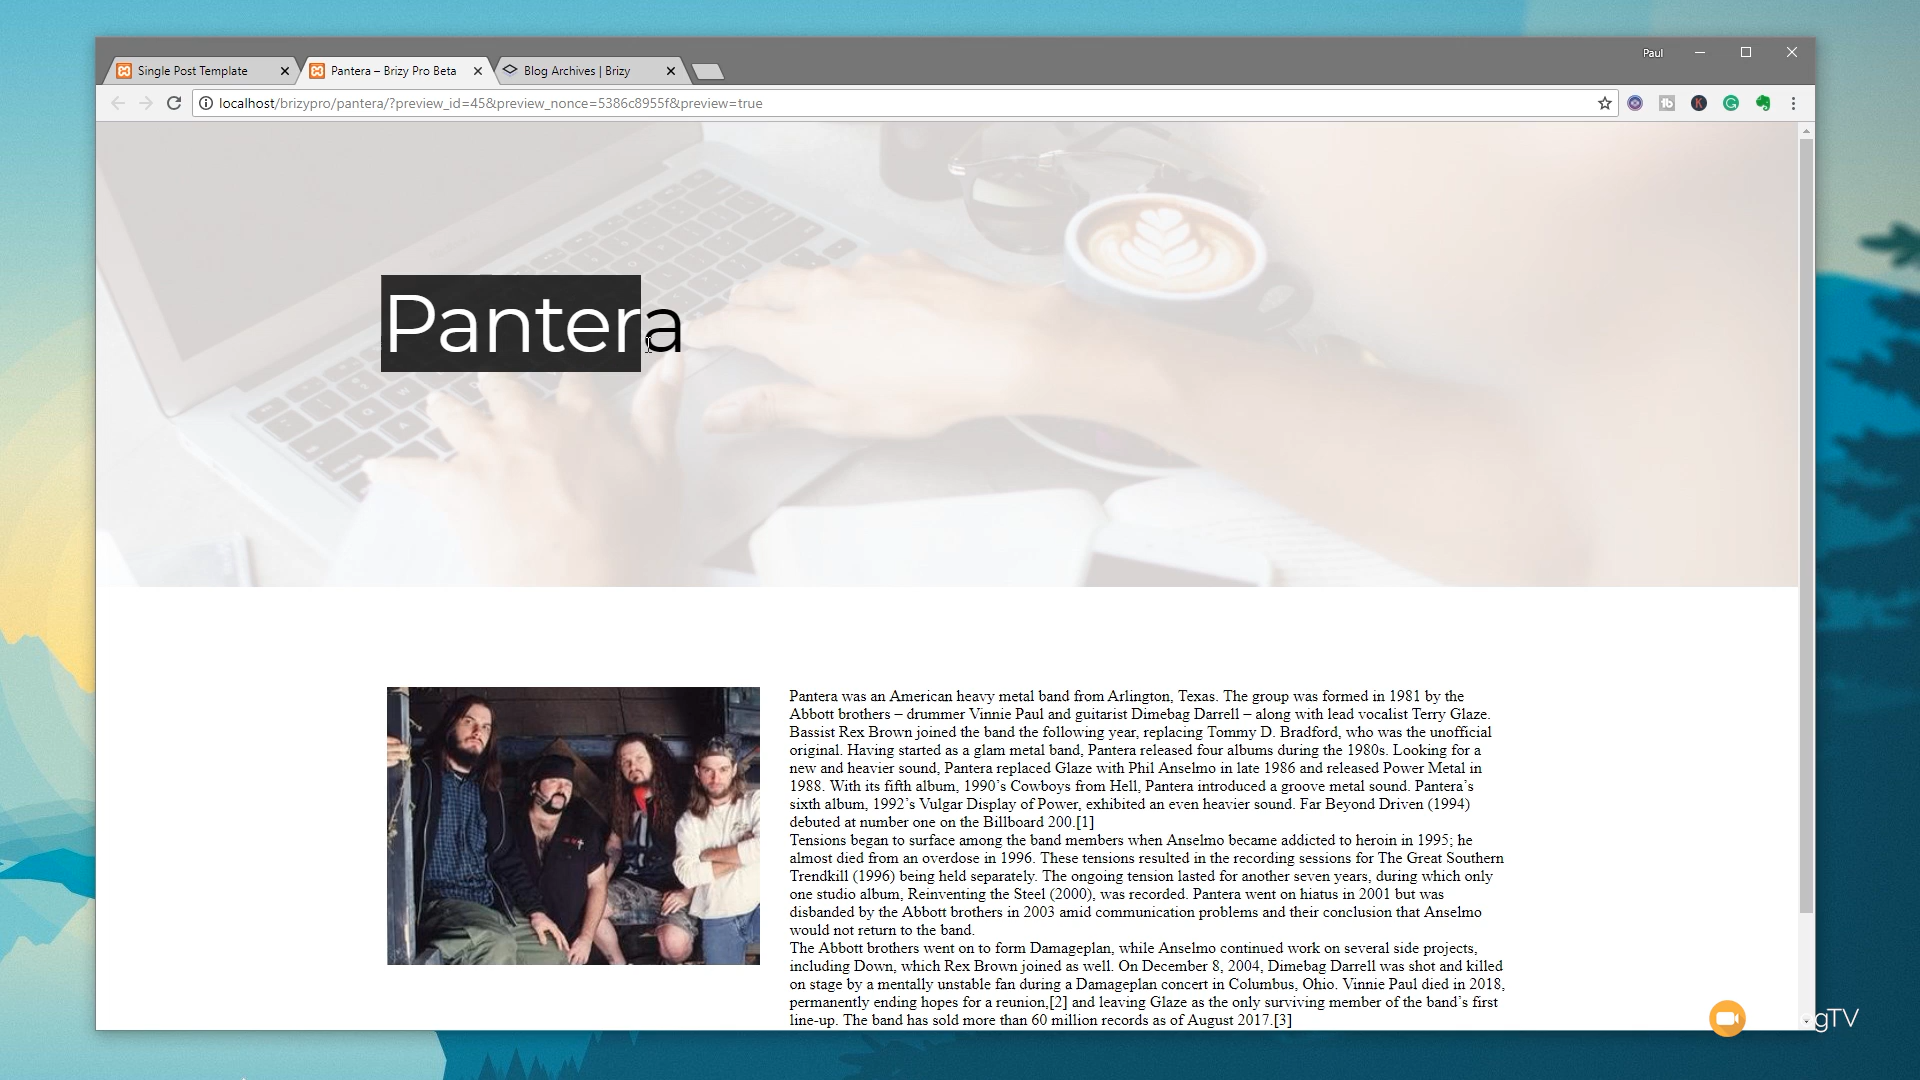 Paul
Single Post Template
Pantera – Brizy Pro Beta
Blog Archives | Brizy
localhost/brizypro/pantera/?preview_id=45&preview_nonce=5386c8955f&preview=true
Pantera
Pantera was an American heavy metal band from Arlington, Texas. The group was formed in 1981 by the
Abbott brothers – drummer Vinnie Paul and guitarist Dimebag Darrell – along with lead vocalist Terry Glaze.
Bassist Rex Brown joined the band the following year, replacing Tommy D. Bradford, who was the unofficial
original. Having started as a glam metal band, Pantera released four albums during the 1980s. Looking for a
new and heavier sound, Pantera replaced Glaze with Phil Anselmo in late 1986 and released Power Metal in
1988. With its fifth album, 1990’s Cowboys from Hell, Pantera introduced a groove metal sound. Pantera’s
sixth album, 1992’s Vulgar Display of Power, exhibited an even heavier sound. Far Beyond Driven (1994)
debuted at number one on the Billboard 200.[1]
Tensions began to surface among the band members when Anselmo became addicted to heroin in 1995; he
almost died from an overdose in 1996. These tensions resulted in the recording sessions for The Great Southern
Trendkill (1996) being held separately. The ongoing tension lasted for another seven years, during which only
one studio album, Reinventing the Steel (2000), was recorded. Pantera went on hiatus in 2001 but was
disbanded by the Abbott brothers in 2003 amid communication problems and their conclusion that Anselmo
would not return to the band.
The Abbott brothers went on to form Damageplan, while Anselmo continued work on several side projects,
including Down, which Rex Brown joined as well. On December 8, 2004, Dimebag Darrell was shot and killed
on stage by a mentally unstable fan during a Damageplan concert in Columbus, Ohio. Vinnie Paul died in 2018,
permanently ending hopes for a reunion,[2] and leaving Glaze as the only surviving member of the band’s first
line-up. The band has sold more than 60 million records as of August 2017.[3]
gTV